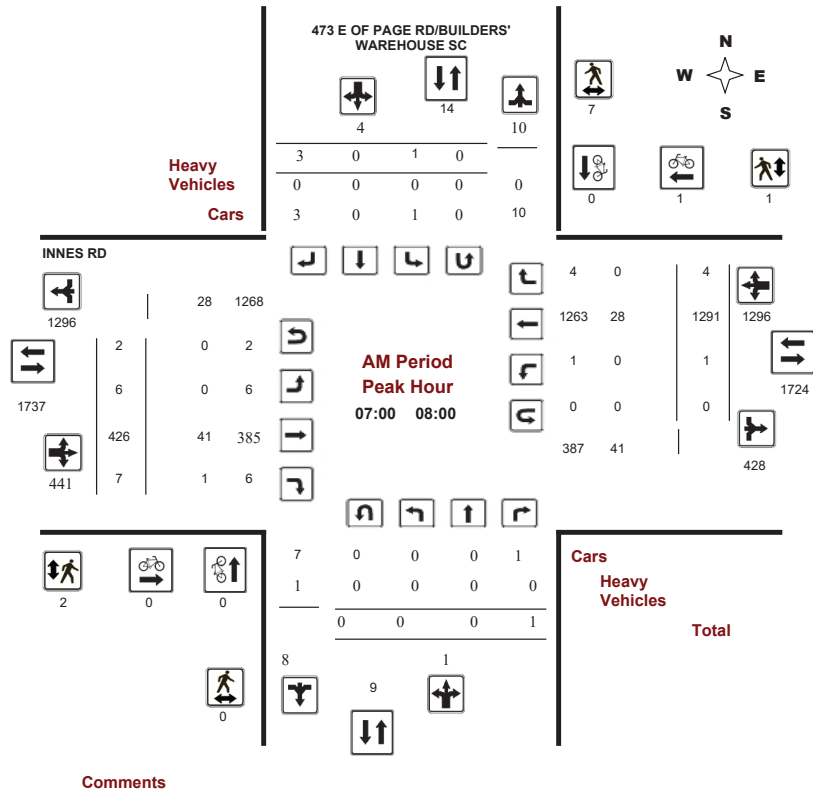 473 E OF PAGE RD/BUILDERS'
WAREHOUSE SC
N
W E
S
4
14
10
7
Heavy
Vehicles
Cars
3 0 1 0
0 0 0 0 0
3 0 1 0 10
0 1 1
INNES RD
1296
28 1268
2 0 2
1737
6 0 6
426 41 385
441
7 1 6
AM Period
Peak Hour
07:00 08:00
4 0 4
1263 28 1291 1296
1 0 1
1724
0 0 0
387 41
428
2 0 0
0
7 0 0 0 1
1 0 0 0 0
0 0 0 1
8 1
9
Cars
Heavy
Vehicles
Total
Comments